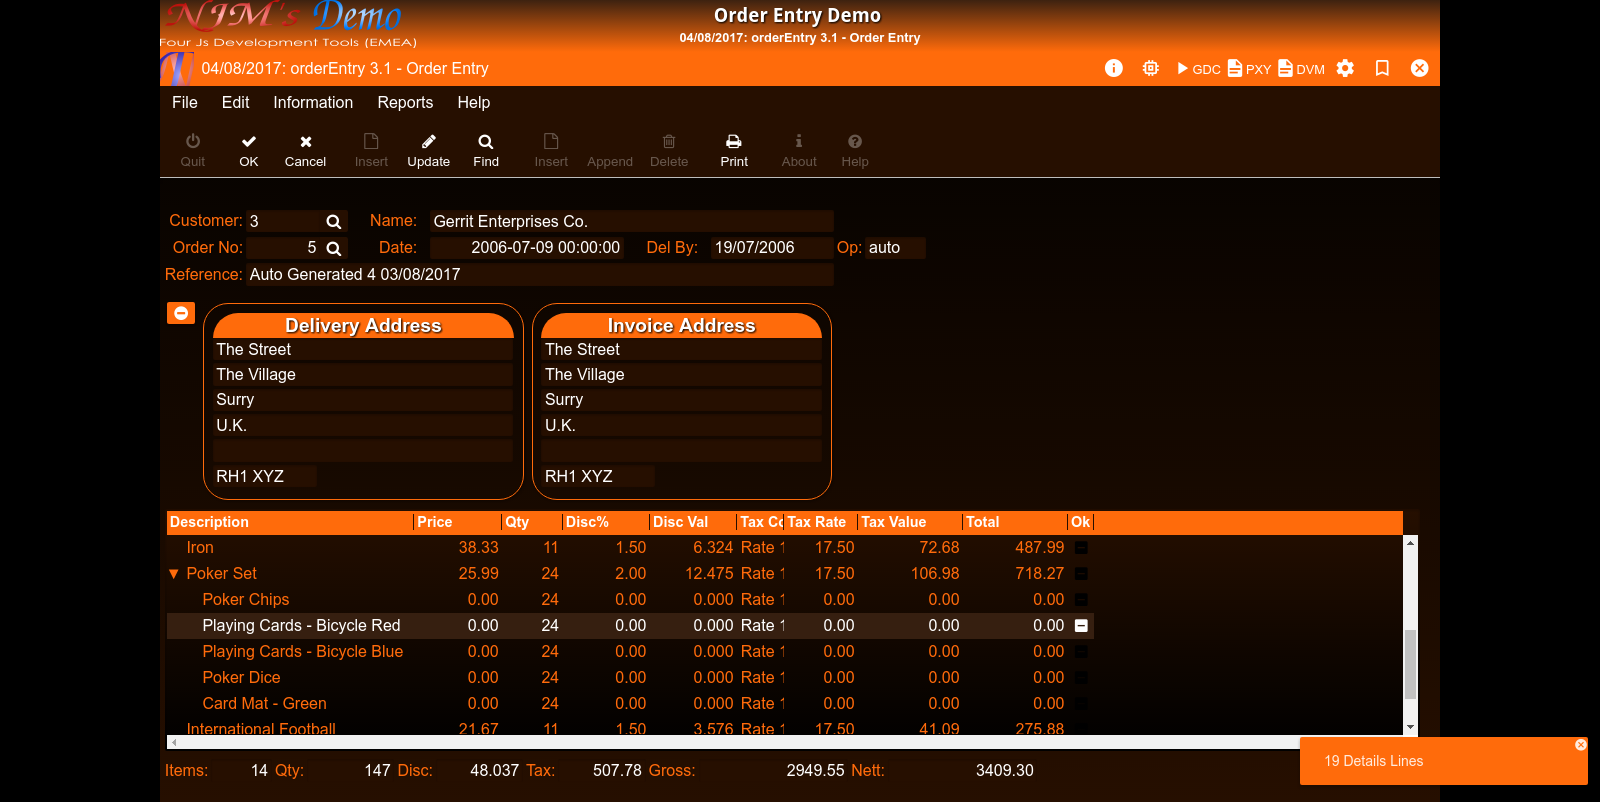 NJM's Demo
Order Entry Demo
Four Js Development Tools (EMEA)
04/08/2017: orderEntry 3.1 - Order Entry
04/08/2017: orderEntry 3.1 - Order Entry
GDC PXY DVM
File Edit Information Reports Help
Quit OK Cancel Insert Update Find Insert Append Delete Print About Help
Customer: 3 Name: Gerrit Enterprises Co.
Order No: 5 Date: 2006-07-09 00:00:00 Del By: 19/07/2006 Op: auto
Reference: Auto Generated 4 03/08/2017
Delivery Address Invoice Address
The Street The Street
The Village The Village
Surry Surry
U.K. U.K.
RH1 XYZ RH1 XYZ
Description Price Qty Disc% Disc Val Tax Co Tax Rate Tax Value Total Ok
Iron 38.33 11 1.50 6.324 Rate 1 17.50 72.68 487.99
▼ Poker Set 25.99 24 2.00 12.475 Rate 1 17.50 106.98 718.27
Poker Chips 0.00 24 0.00 0.000 Rate 1 0.00 0.00 0.00
Playing Cards - Bicycle Red 0.00 24 0.00 0.000 Rate 1 0.00 0.00 0.00
Playing Cards - Bicycle Blue 0.00 24 0.00 0.000 Rate 1 0.00 0.00 0.00
Poker Dice 0.00 24 0.00 0.000 Rate 1 0.00 0.00 0.00
Card Mat - Green 0.00 24 0.00 0.000 Rate 1 0.00 0.00 0.00
International Football 21.67 11 1.50 3.576 Rate 1 17.50 41.09 275.88
Items: 14 Qty: 147 Disc: 48.037 Tax: 507.78 Gross: 2949.55 Nett: 3409.30
19 Details Lines